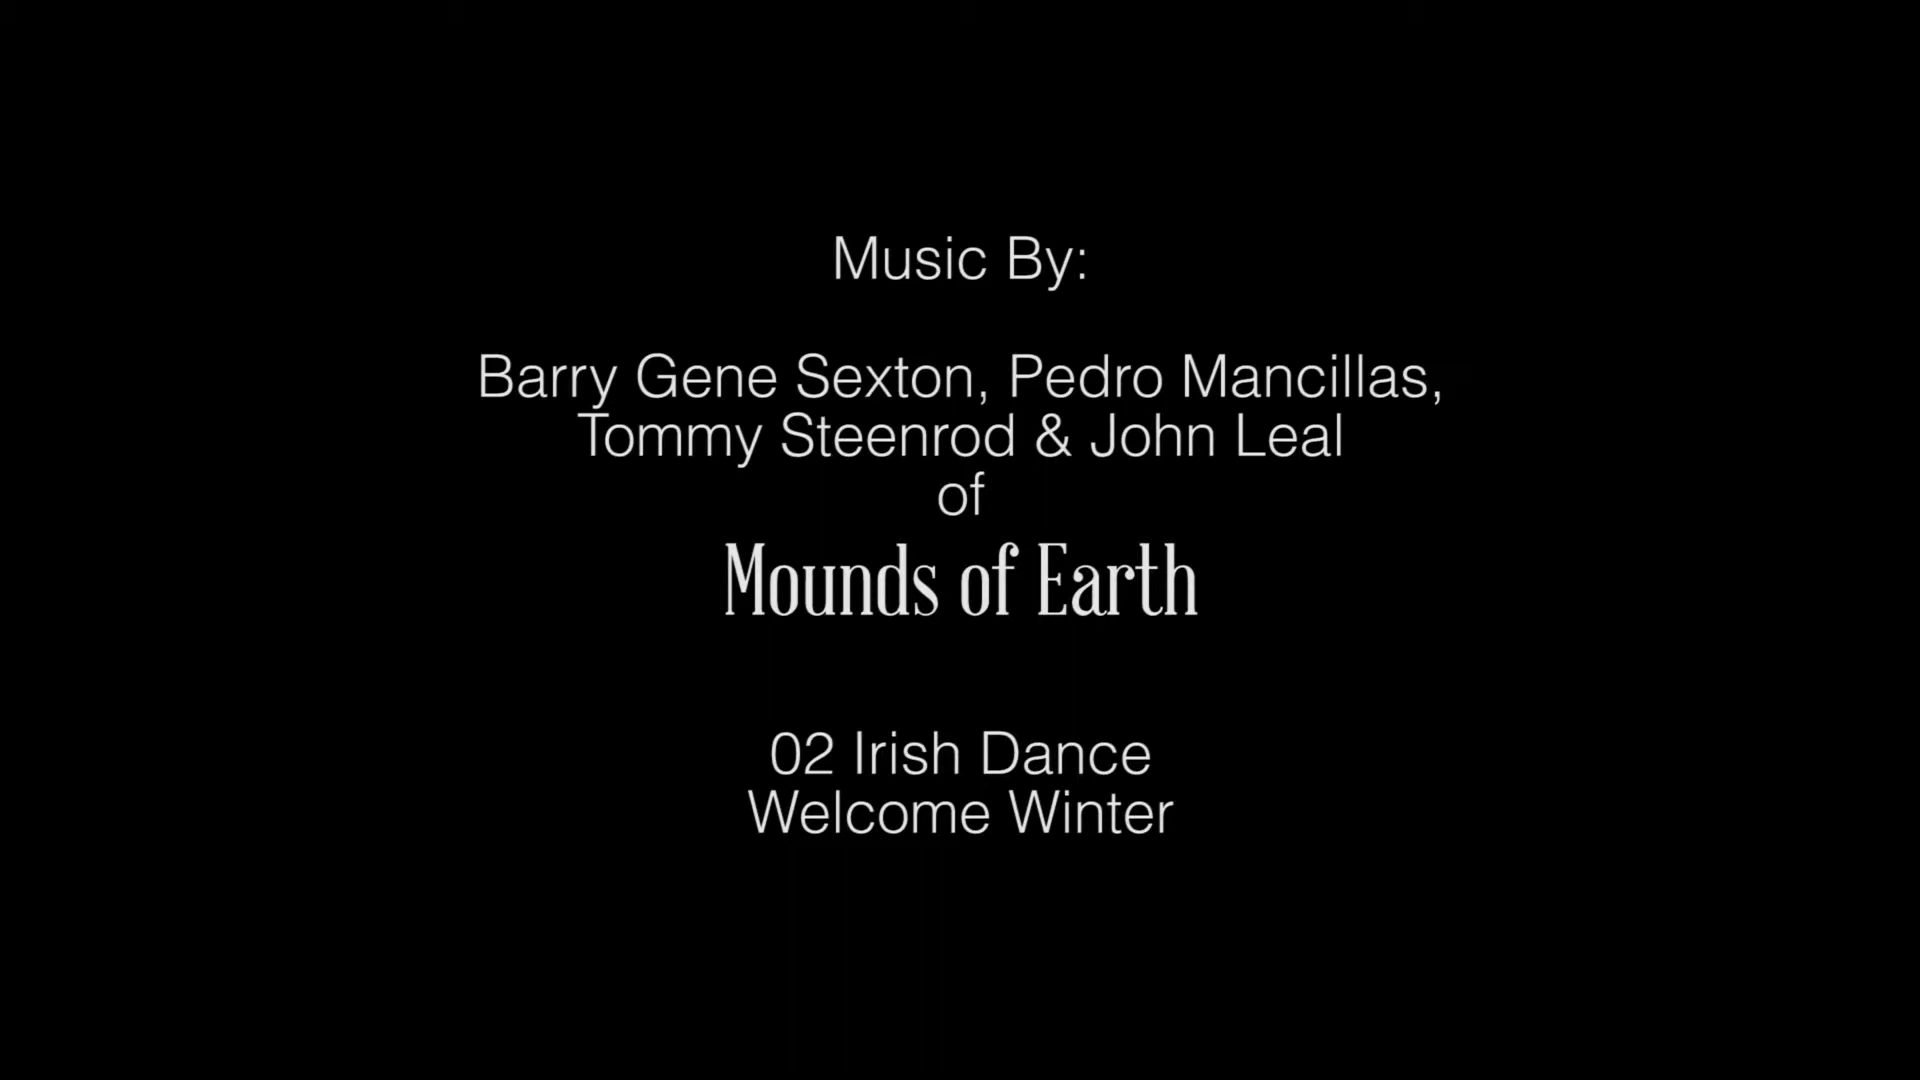 Music By:
Barry Gene Sexton, Pedro Mancillas,
Tommy Steenrod & John Leal
of
Mounds of Earth
02 Irish Dance
Welcome Winter